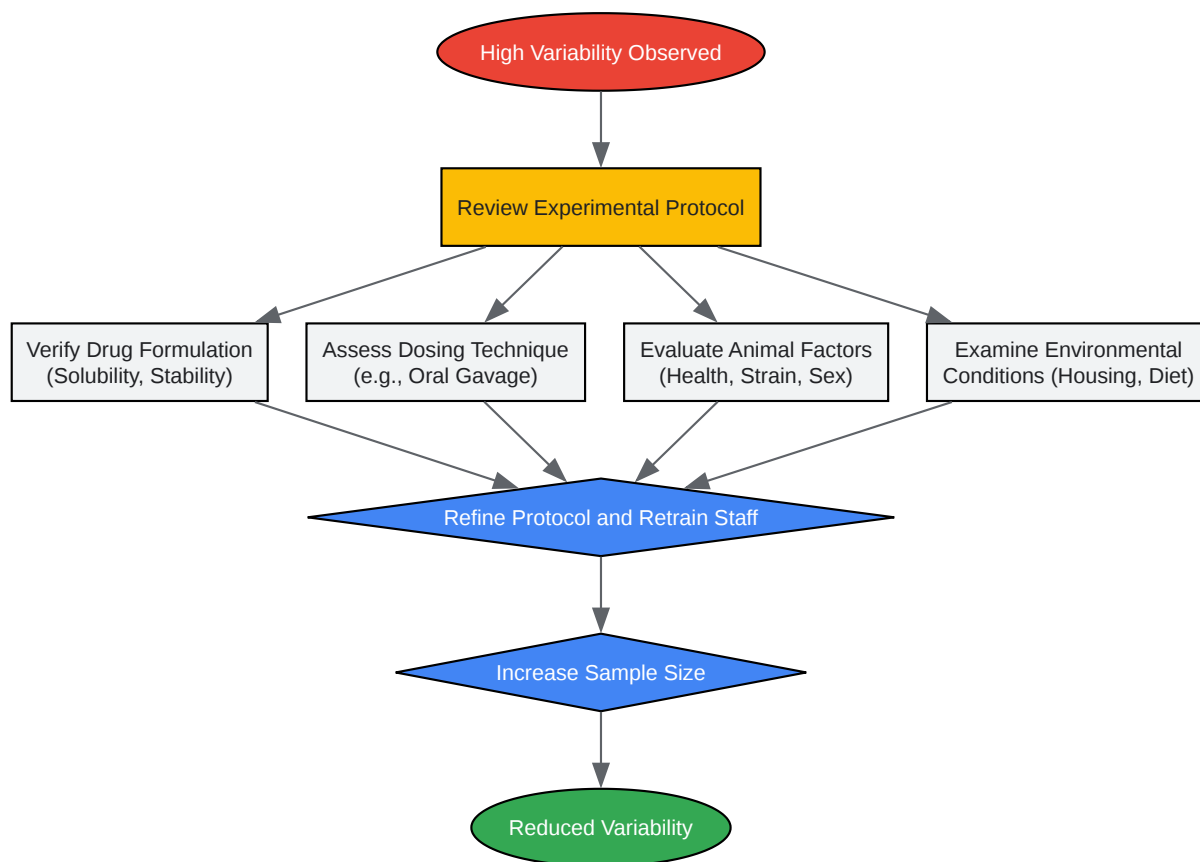 High Variability Observed
Review Experimental Protocol
Verify Drug Formulation
(Solubility, Stability)
Assess Dosing Technique
(e.g., Oral Gavage)
Evaluate Animal Factors
(Health, Strain, Sex)
Examine Environmental
Conditions (Housing, Diet)
Refine Protocol and Retrain Staff
Increase Sample Size
Reduced Variability